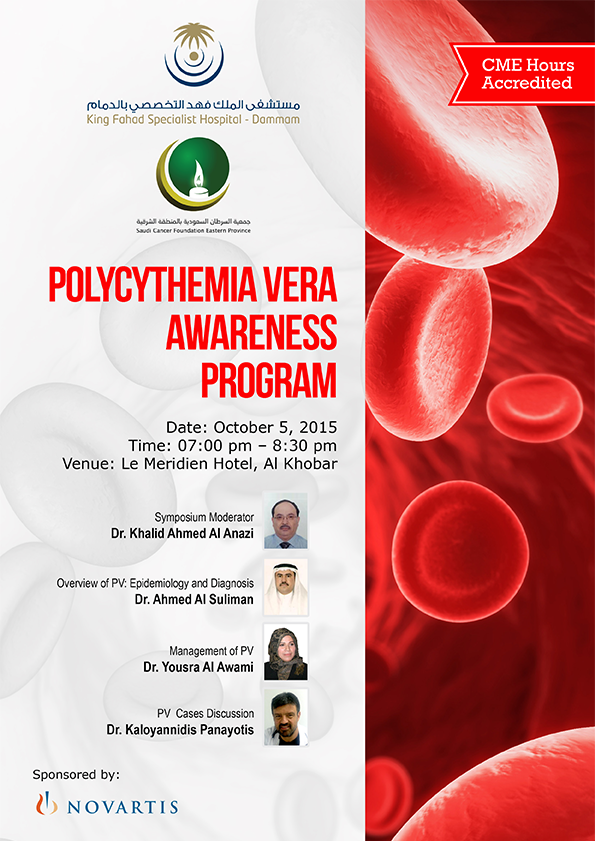 مستشفى الملك فهد التخصصي بالدمام
King Fahad Specialist Hospital - Dammam
جمعية السرطان السعودية بالمنطقة الشرقية
Saudi Cancer Foundation Eastern Province
CME Hours
Accredited
POLYCYTHEMIA VERA
AWARENESS
PROGRAM
Date: October 5, 2015
Time: 07:00 pm – 8:30 pm
Venue: Le Meridien Hotel, Al Khobar
Symposium Moderator
Dr. Khalid Ahmed Al Anazi
Overview of PV: Epidemiology and Diagnosis
Dr. Ahmed Al Suliman
Management of PV
Dr. Yousra Al Awami
PV Cases Discussion
Dr. Kaloyannidis Panayotis
Sponsored by:
NOVARTIS